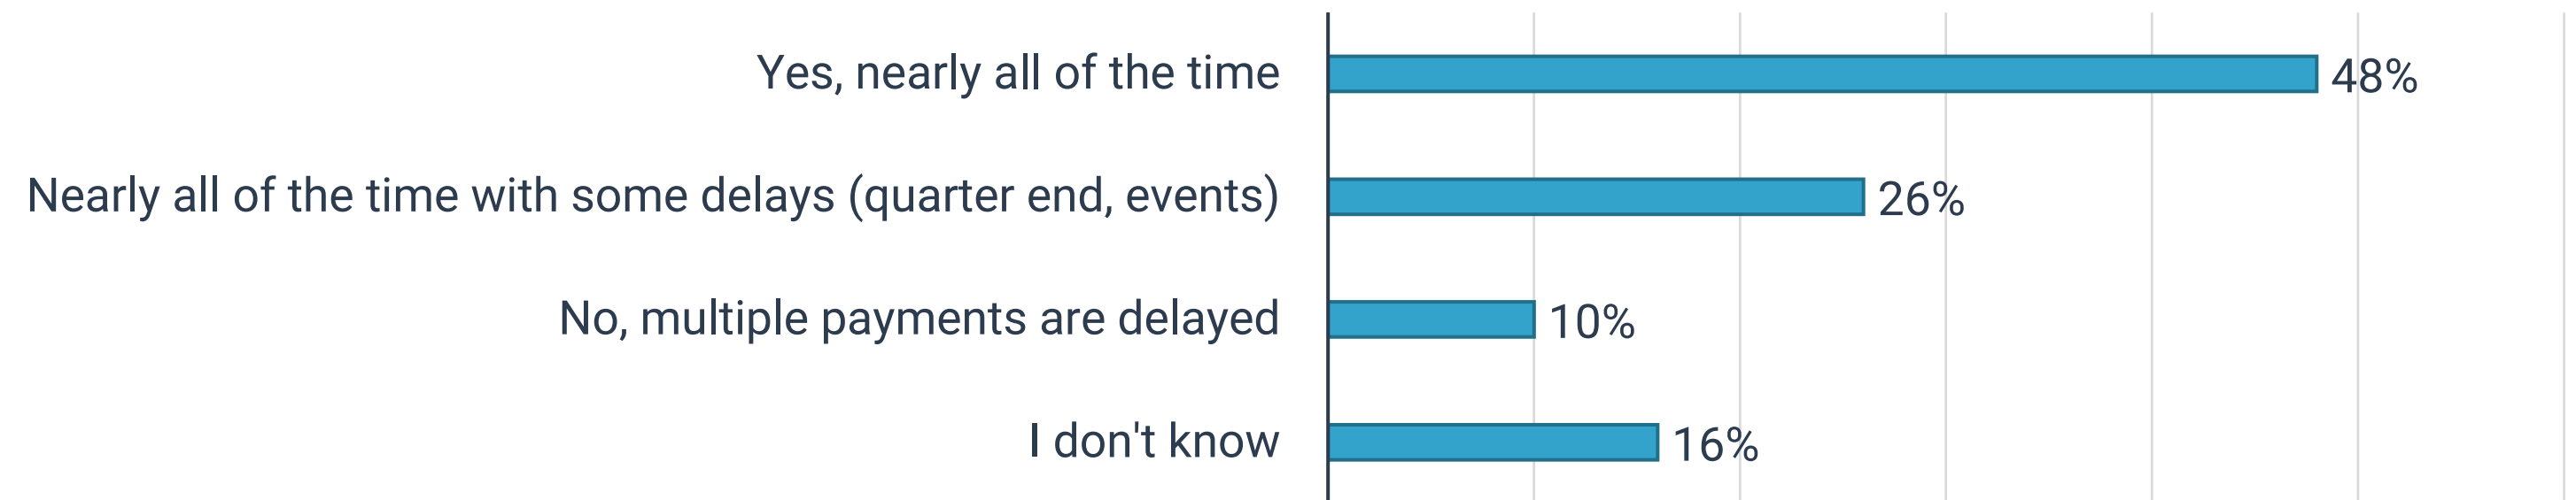 Yes, nearly all of the time 48%
Nearly all of the time with some delays (quarter end, events) 26%
No, multiple payments are delayed 10%
I don't know 16%